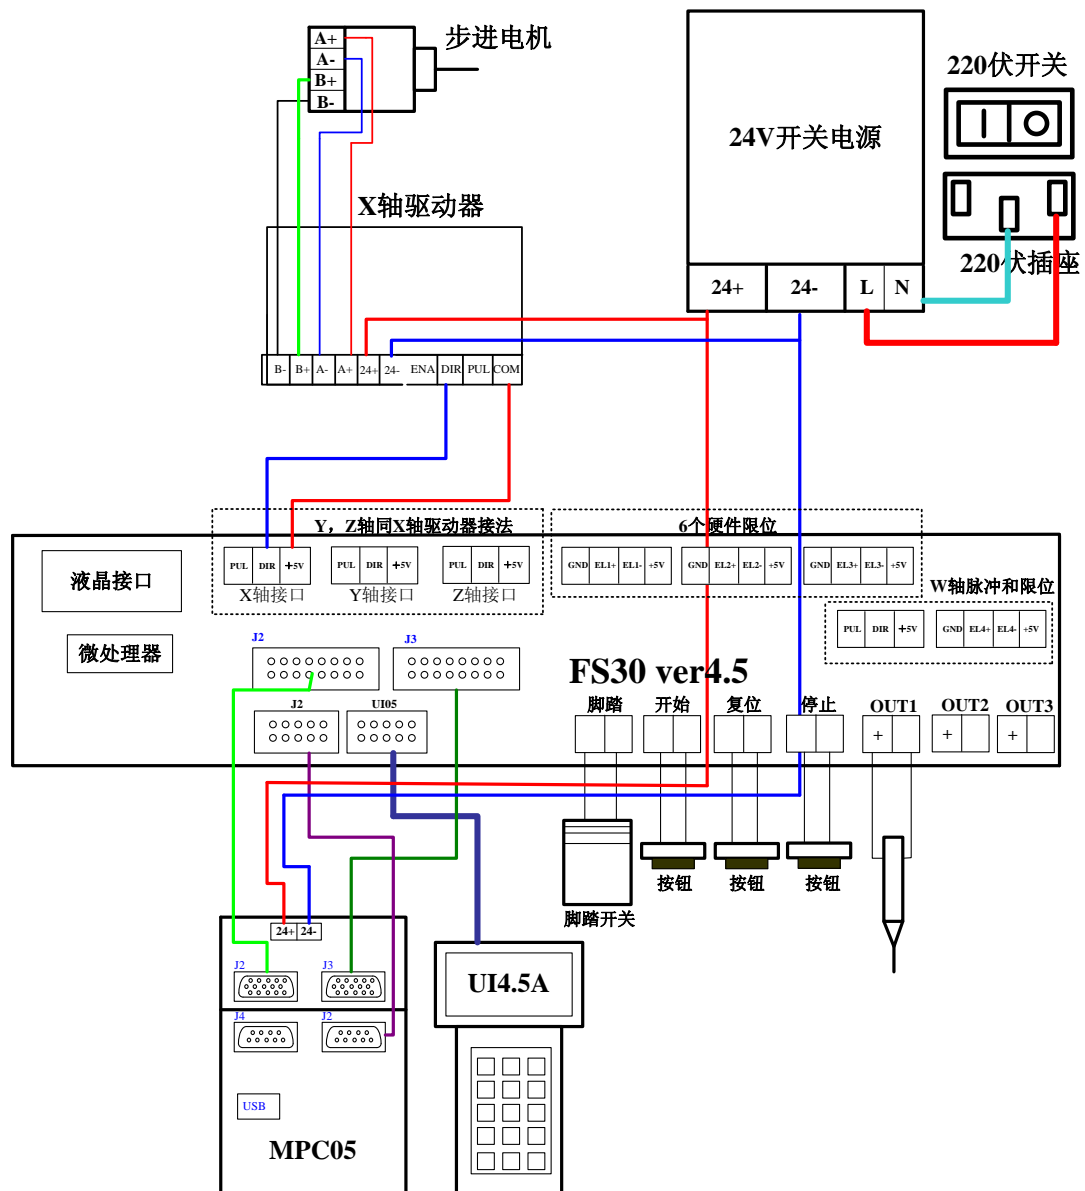 A+
A-
B+
B-
步进电机
24V开关电源
220伏开关
220伏插座
24+ 24- L N
X轴驱动器
B- B+ A- A+ 24+ 24- ENA DIR PUL COM
Y，Z轴同X轴驱动器接法
6个硬件限位
液晶接口
PUL DIR +5V
X轴接口
PUL DIR +5V
Y轴接口
PUL DIR +5V
Z轴接口
GND EL1+ EL1- +5V
GND EL2+ EL2- +5V
GND EL3+ EL3- +5V
W轴脉冲和限位
PUL DIR +5V
GND EL4+ EL4- +5V
微处理器
J2
J3
FS30 ver4.5
J2
UI05
脚踏 开始 复位 停止 OUT1 OUT2 OUT3
+ + +
脚踏开关
按钮
按钮
按钮
24+ 24-
J2
J3
J4
J2
USB
MPC05
UI4.5A